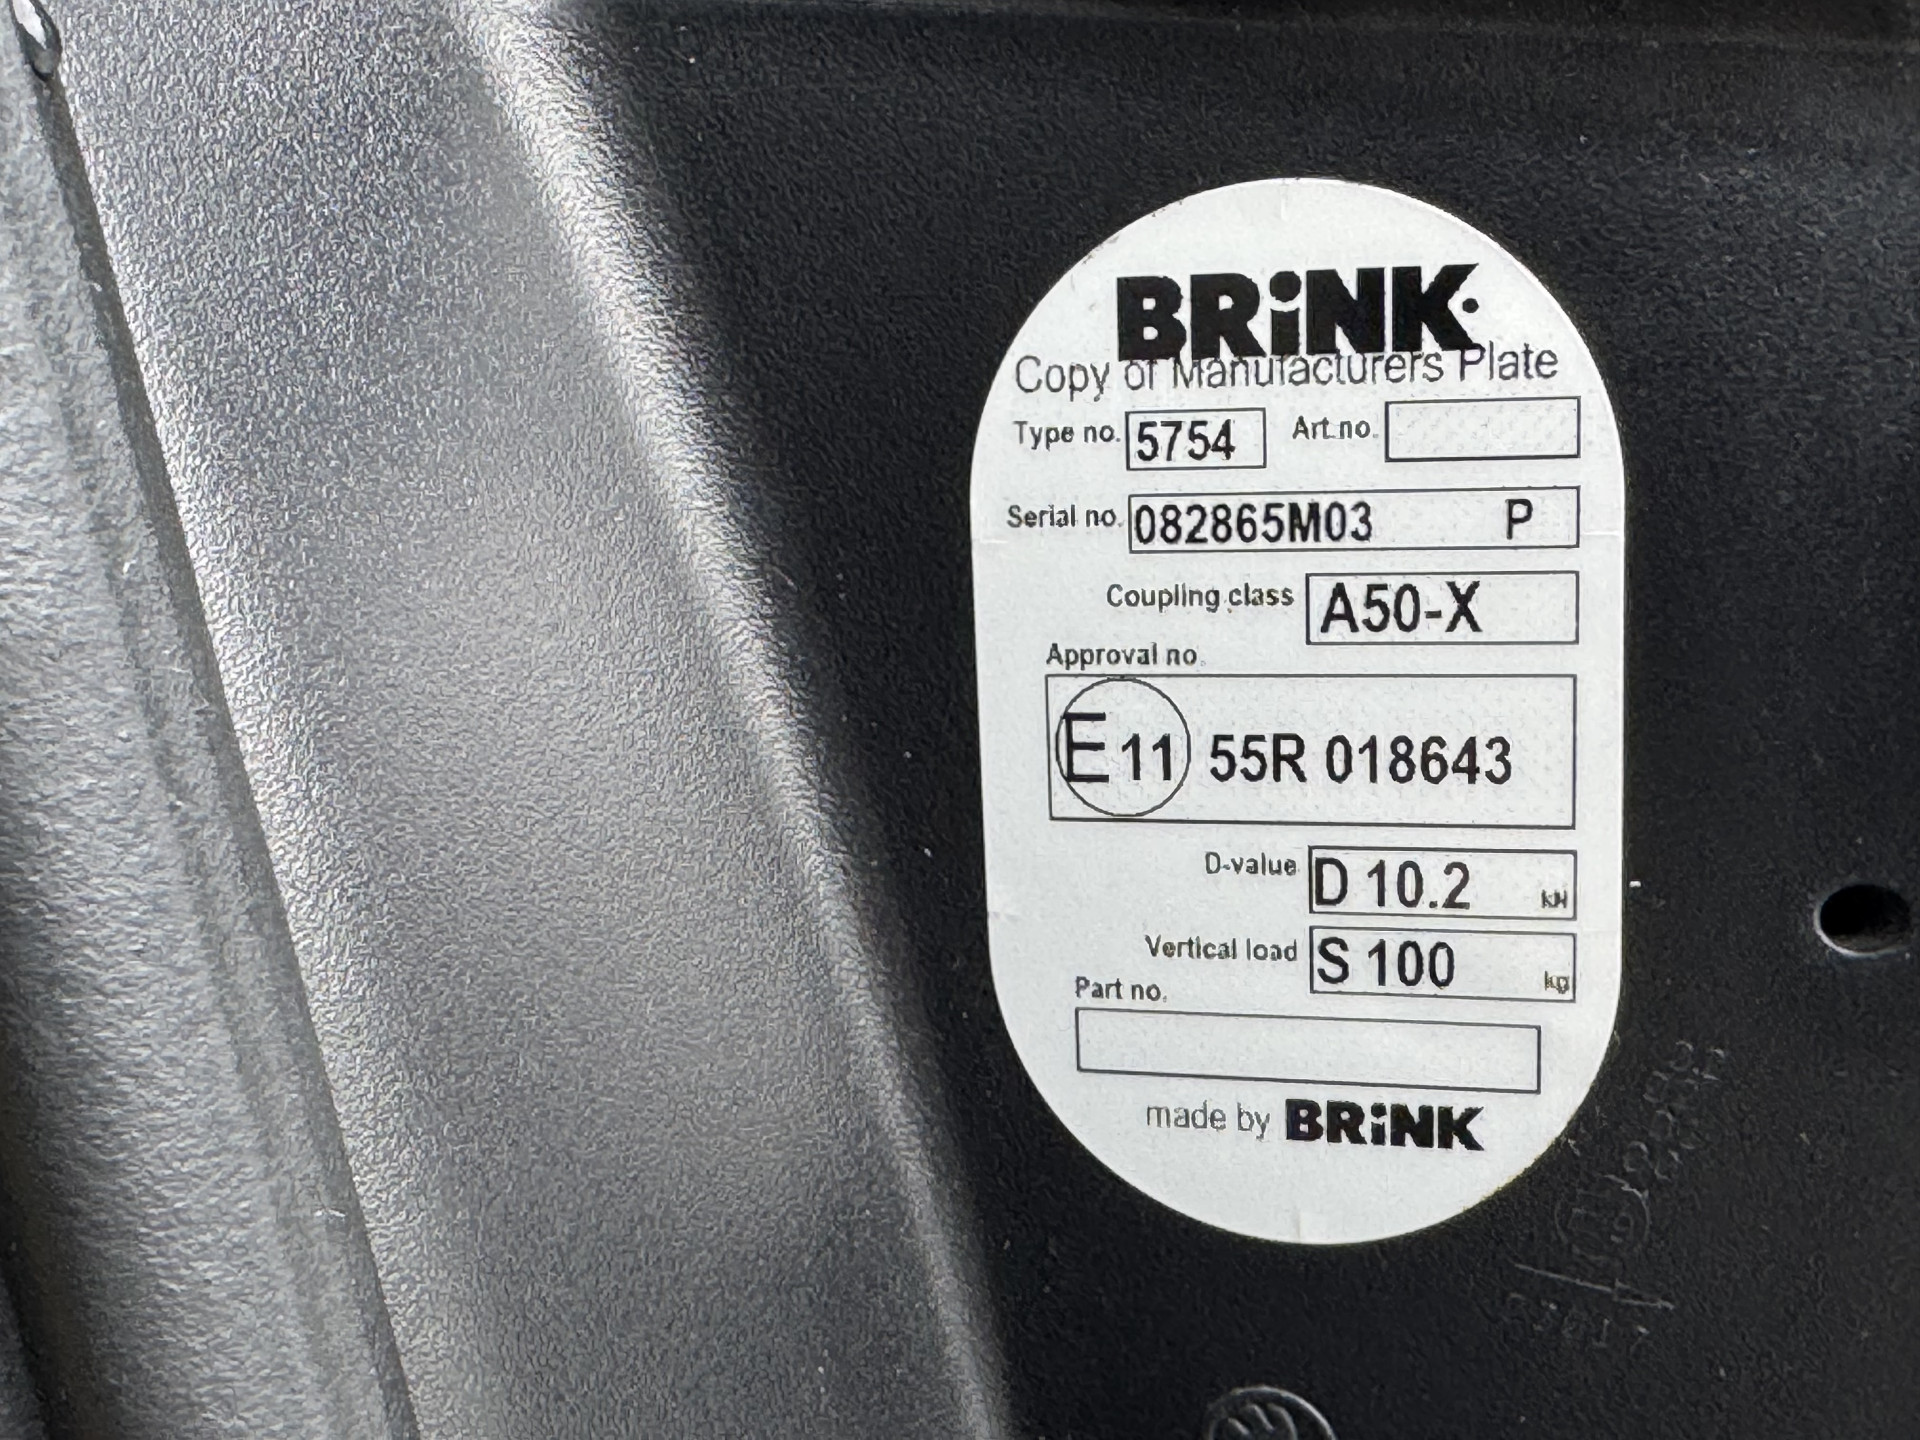 BRiNK
Copy of Manufacturers Plate
Type no. 5754 Art.no.
Serial no. 082865M03 P
Coupling class A50-X
Approval no.
E 11 55R 018643
D-value D 10.2 kN
Vertical load S 100 kg
Part no.
made by BRiNK